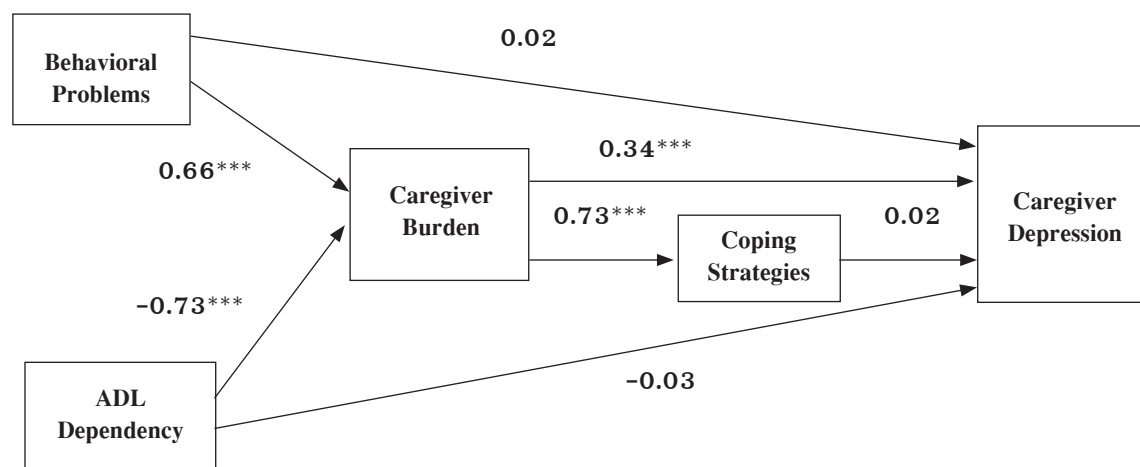 0.02
Behavioral
Problems
0.34***
0.66***
Caregiver
Burden
Caregiver
Depression
0.73***
0.02
Coping
Strategies
-0.73***
-0.03
ADL
Dependency